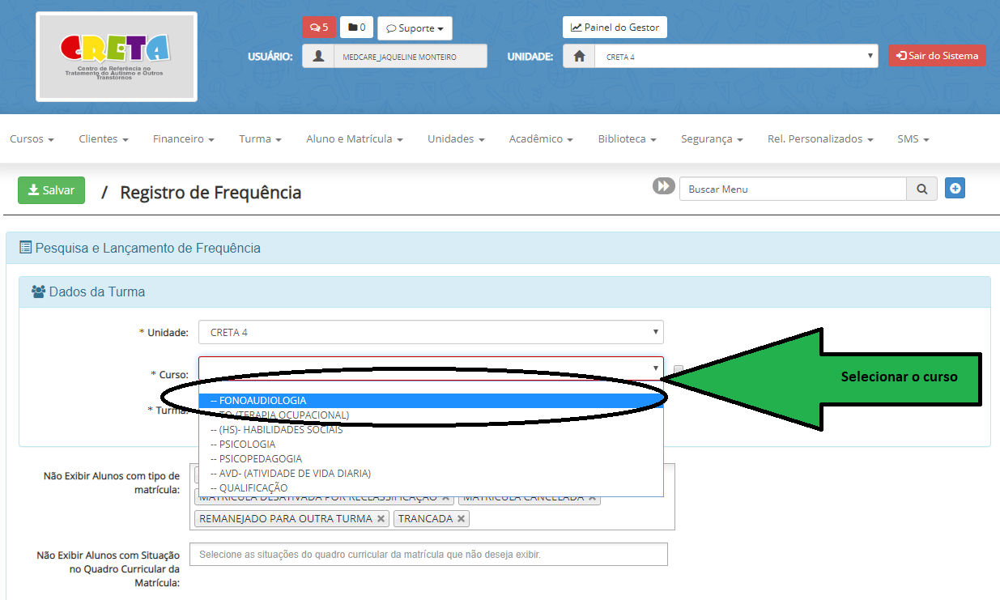 CRETA
Centro de Referência no
Tratamento do Autismo e Outros
Transtornos
5
0
Suporte
Painel do Gestor
USUÁRIO:
MEDCARE_JAQUELINE MONTEIRO
UNIDADE:
CRETA 4
Sair do Sistema
Cursos
Clientes
Financeiro
Turma
Aluno e Matrícula
Unidades
Acadêmico
Biblioteca
Segurança
Rel. Personalizados
SMS
Salvar
/ Registro de Frequência
Buscar Menu
Pesquisa e Lançamento de Frequência
Dados da Turma
* Unidade:
CRETA 4
* Curso:
Selecionar o curso
* Turma:
-- FONOAUDIOLOGIA
-- TO (TERAPIA OCUPACIONAL)
-- (HS)- HABILIDADES SOCIAIS
-- PSICOLOGIA
-- PSICOPEDAGOGIA
-- AVD- (ATIVIDADE DE VIDA DIARIA)
-- QUALIFICAÇÃO
Não Exibir Alunos com tipo de
matrícula:
MATRÍCULA DESATIVADA POR RECLASSIFICAÇÃO ×
MATRÍCULA CANCELADA ×
REMANEJADO PARA OUTRA TURMA ×
TRANCADA ×
Não Exibir Alunos com Situação
no Quadro Curricular da
Matrícula:
Selecione as situações do quadro curricular da matrícula que não deseja exibir.